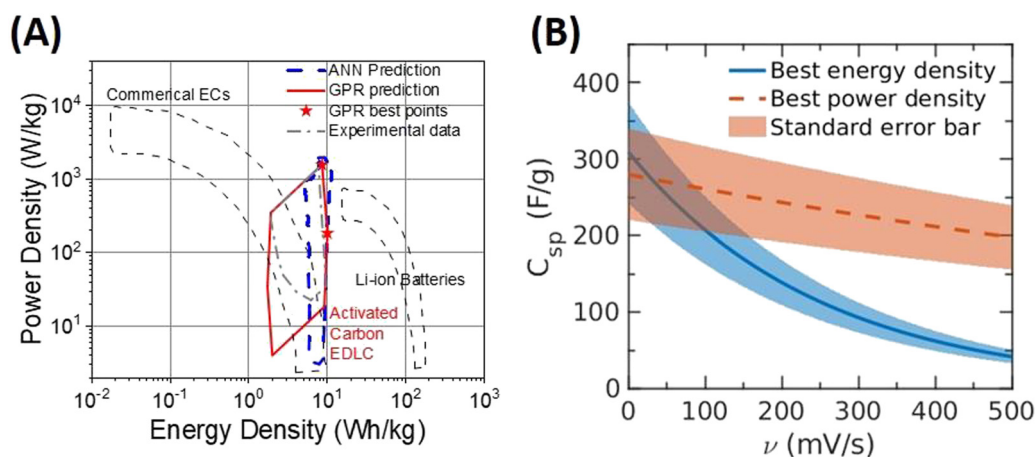 (A)
Power Density (W/kg)
10^4
10^3
10^2
10^1
Commerical ECs
ANN Prediction
GPR prediction
GPR best points
Experimental data
Li-ion Batteries
Activated
Carbon
EDLC
10^-2 10^-1 10^0 10^1 10^2 10^3
Energy Density (Wh/kg)
(B)
C_sp (F/g)
400
300
200
100
0
Best energy density
Best power density
Standard error bar
0 100 200 300 400 500
ν (mV/s)